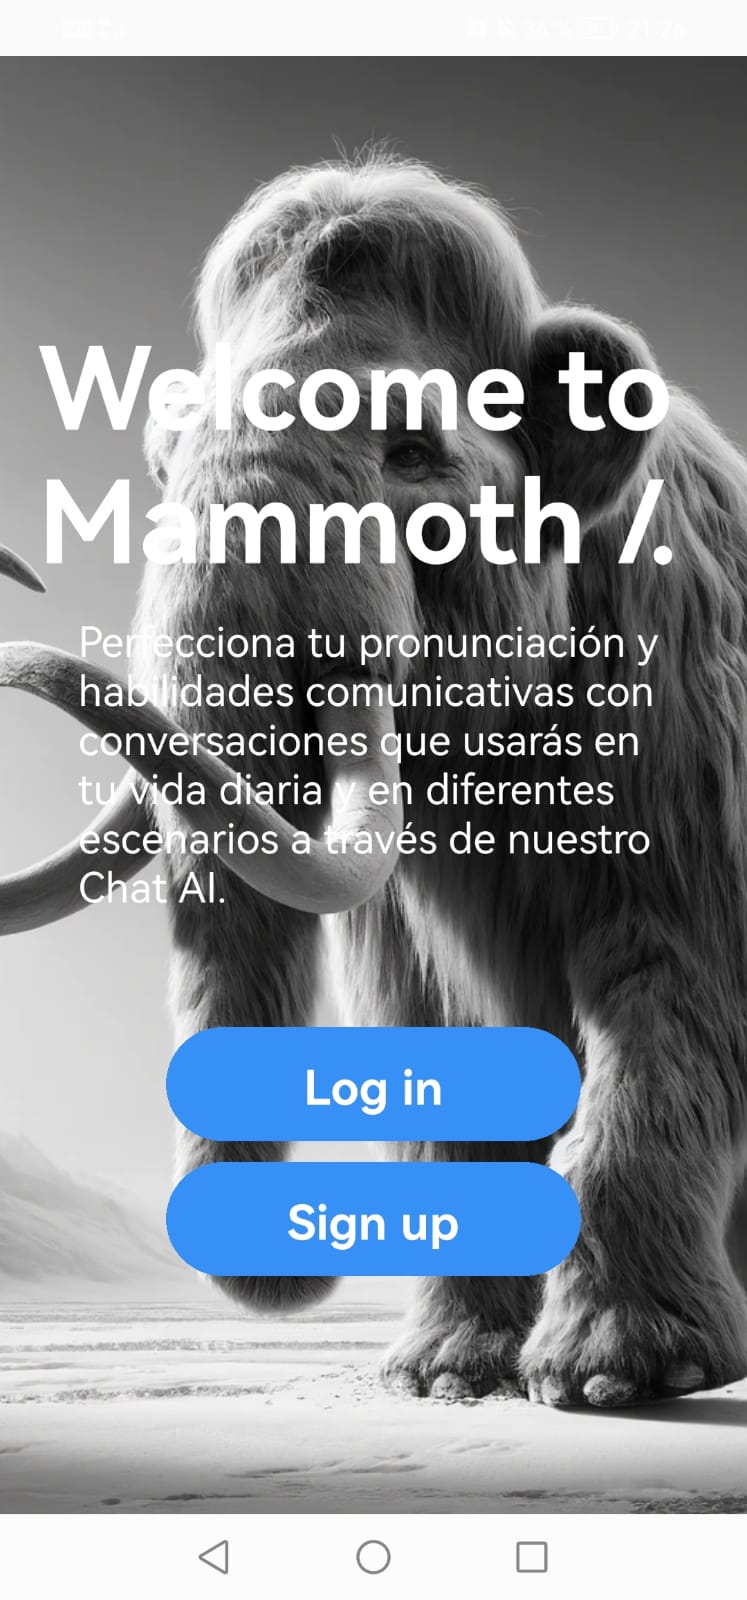 Welcome to
Mammoth /.
Perfecciona tu pronunciación y
habilidades comunicativas con
conversaciones que usarás en
tu vida diaria y en diferentes
escenarios a través de nuestro
Chat AI.
Log in
Sign up